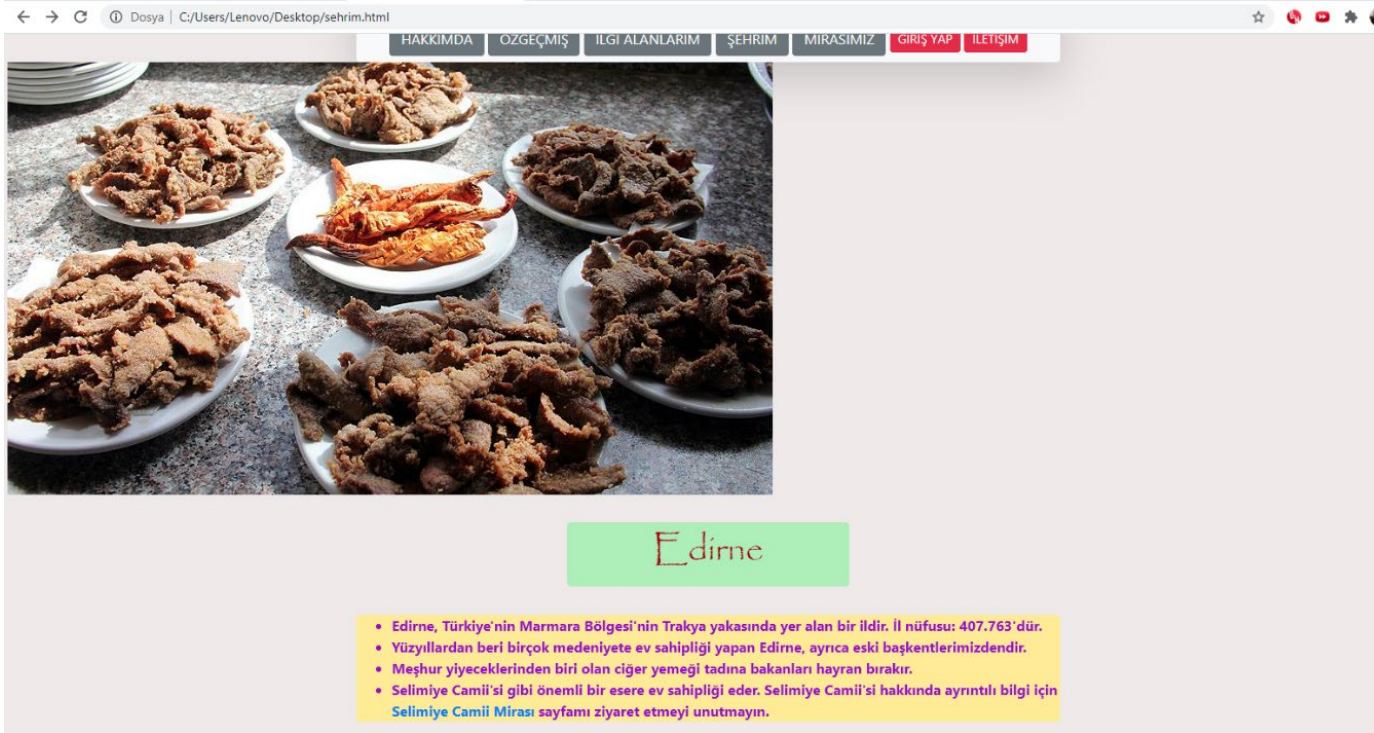 Dosya | C:/Users/Lenovo/Desktop/sehrim.html
HAKKIMDA ÖZGEÇMİŞ İLGİ ALANLARIM ŞEHRİM MİRASIMIZ GİRİŞ YAP İLETİŞİM
Edirne
• Edirne, Türkiye'nin Marmara Bölgesi'nin Trakya yakasında yer alan bir ildir. İl nüfusu: 407.763'dür.
• Yüzyıllardan beri birçok medeniyete ev sahipliği yapan Edirne, ayrıca eski başkentlerimizdendir.
• Meşhur yiyeceklerinden biri olan ciğer yemeği tadına bakanları hayran bırakır.
• Selimiye Camii'si gibi önemli bir esere ev sahipliği eder. Selimiye Camii'si hakkında ayrıntılı bilgi için
Selimiye Camii Mirası sayfamı ziyaret etmeyi unutmayın.